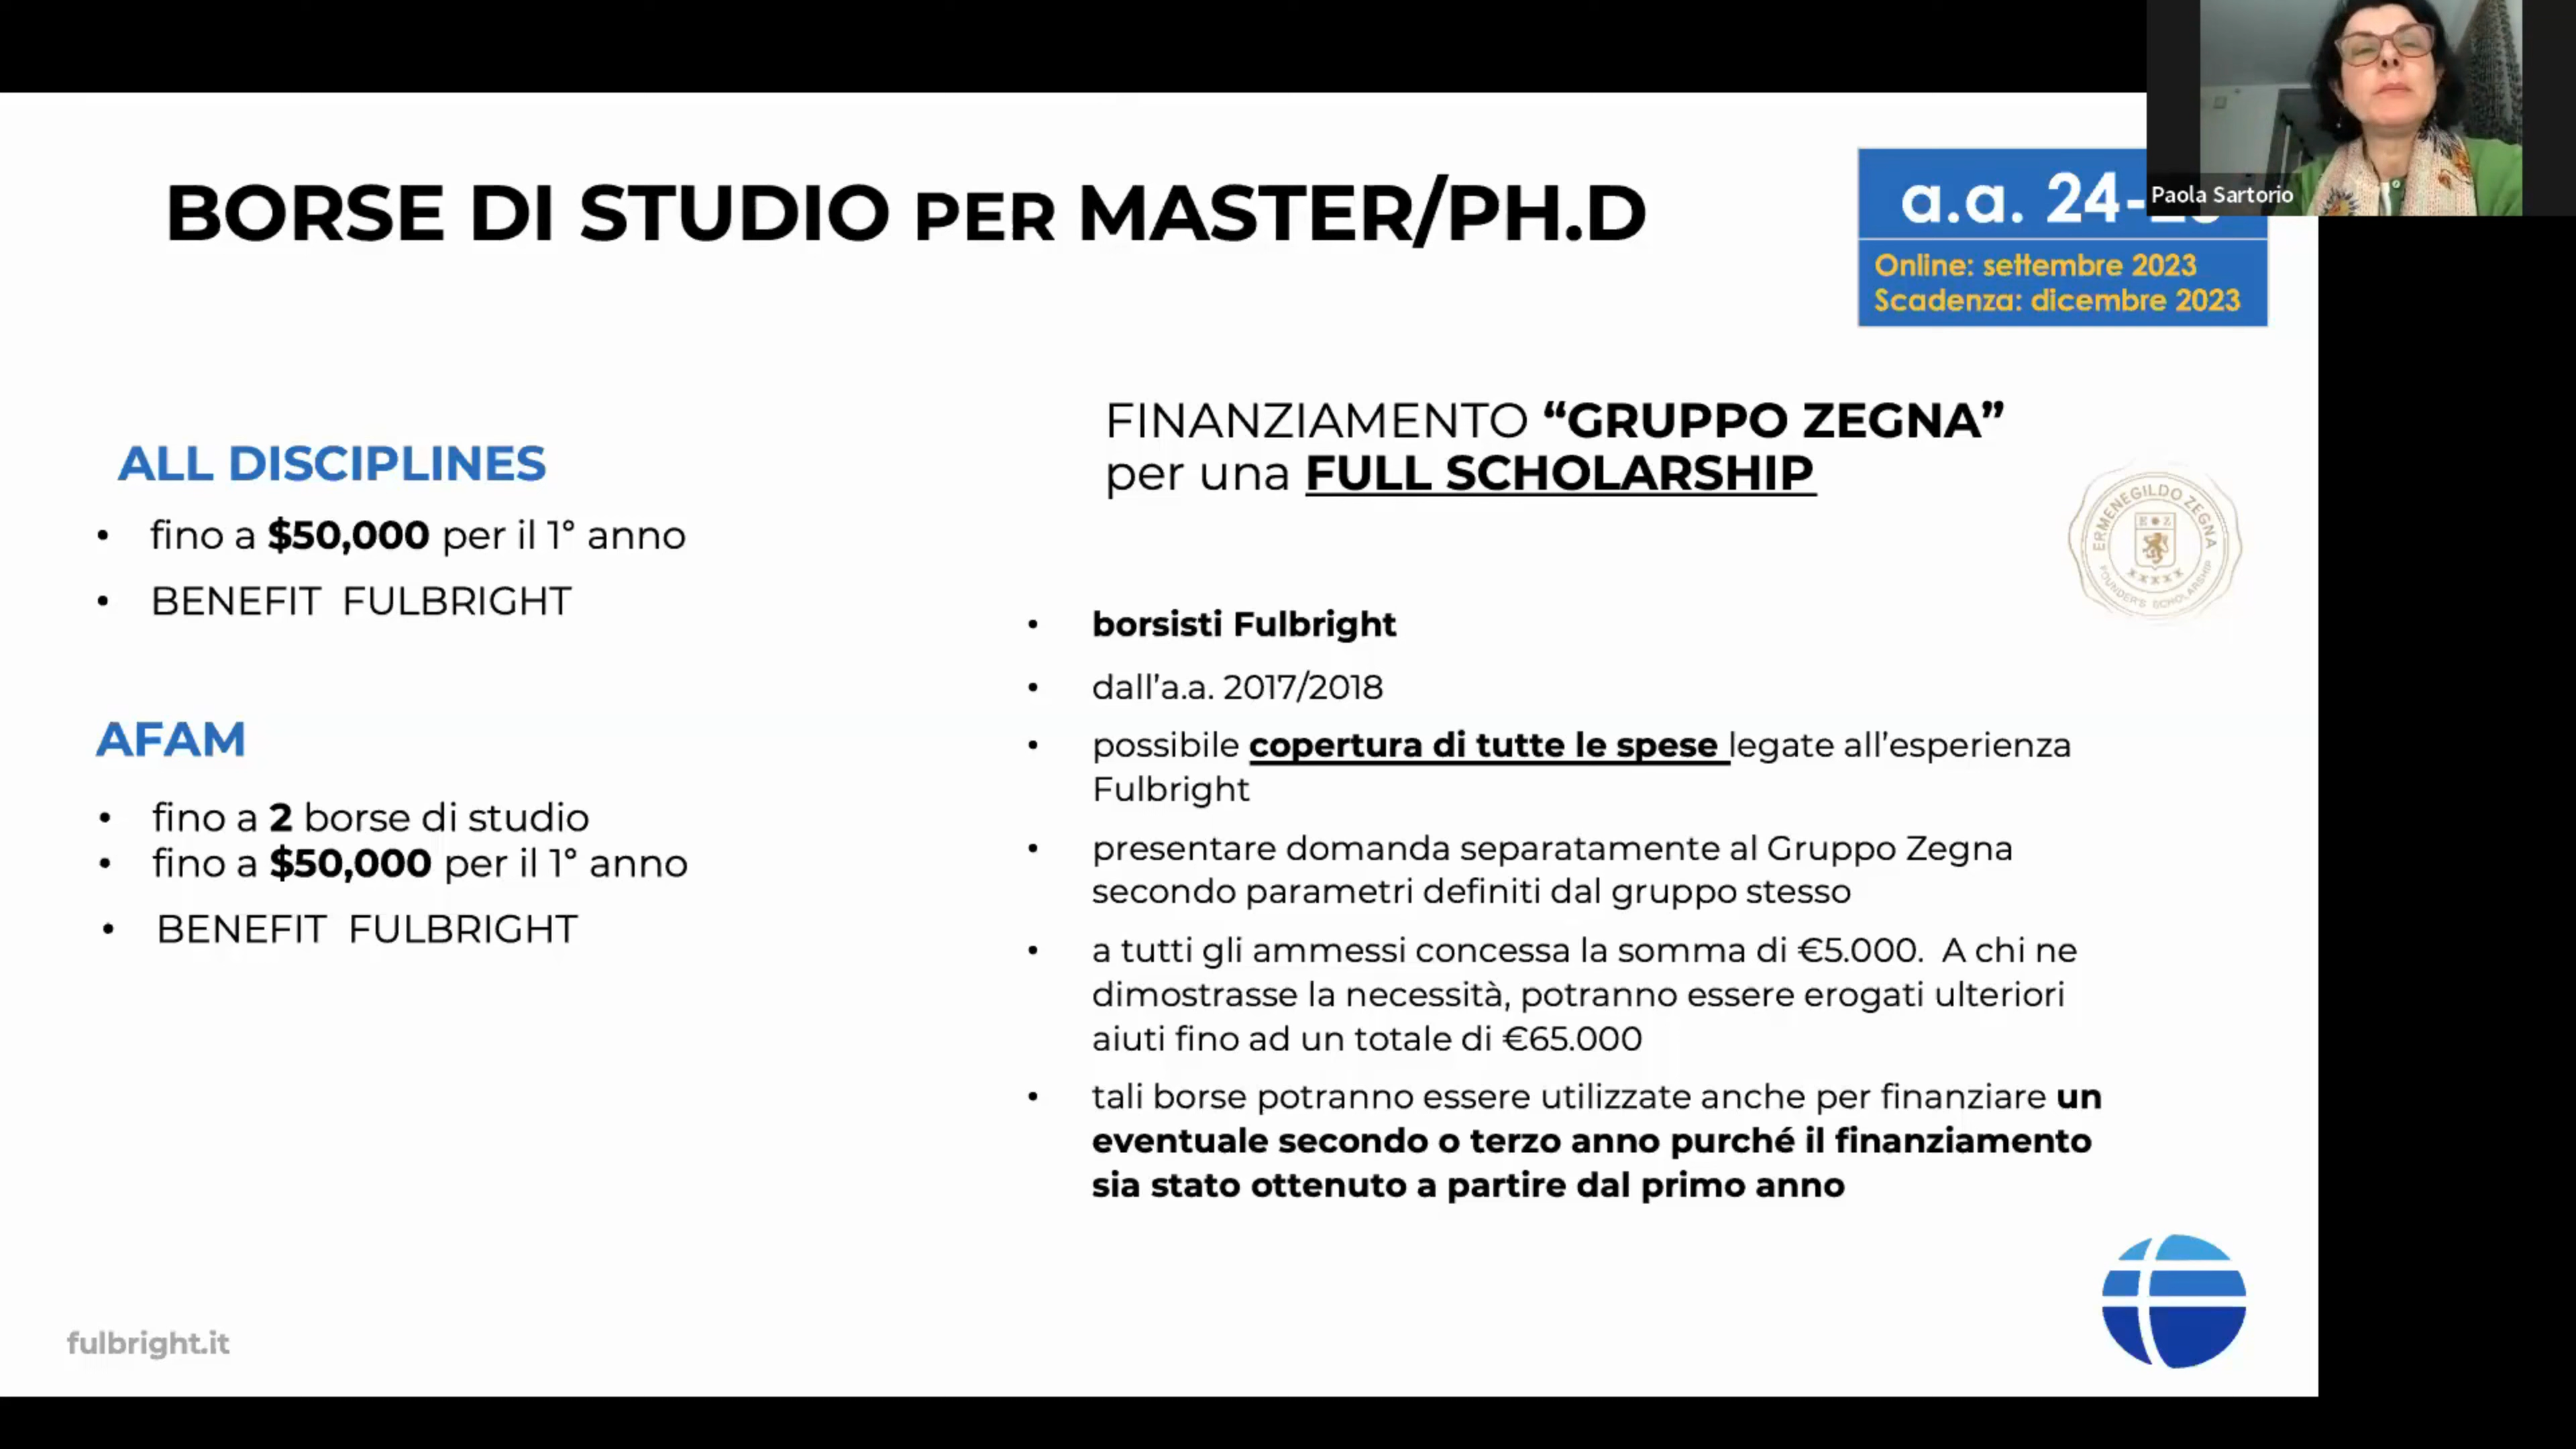 BORSE DI STUDIO PER MASTER/PH.D
a.a. 24-
Paola Sartorio
Online: settembre 2023
Scadenza: dicembre 2023
ALL DISCIPLINES
• fino a $50,000 per il 1° anno
• BENEFIT FULBRIGHT
AFAM
• fino a 2 borse di studio
• fino a $50,000 per il 1° anno
• BENEFIT FULBRIGHT
FINANZIAMENTO “GRUPPO ZEGNA”
per una FULL SCHOLARSHIP
ERMENEGILDO ZEGNA
E Z
XXXXX
FOUNDER'S SCHOLARSHIP
• borsisti Fulbright
• dall’a.a. 2017/2018
• possibile copertura di tutte le spese legate all’esperienza
Fulbright
• presentare domanda separatamente al Gruppo Zegna
secondo parametri definiti dal gruppo stesso
• a tutti gli ammessi concessa la somma di €5.000. A chi ne
dimostrasse la necessità, potranno essere erogati ulteriori
aiuti fino ad un totale di €65.000
• tali borse potranno essere utilizzate anche per finanziare un
eventuale secondo o terzo anno purché il finanziamento
sia stato ottenuto a partire dal primo anno
fulbright.it